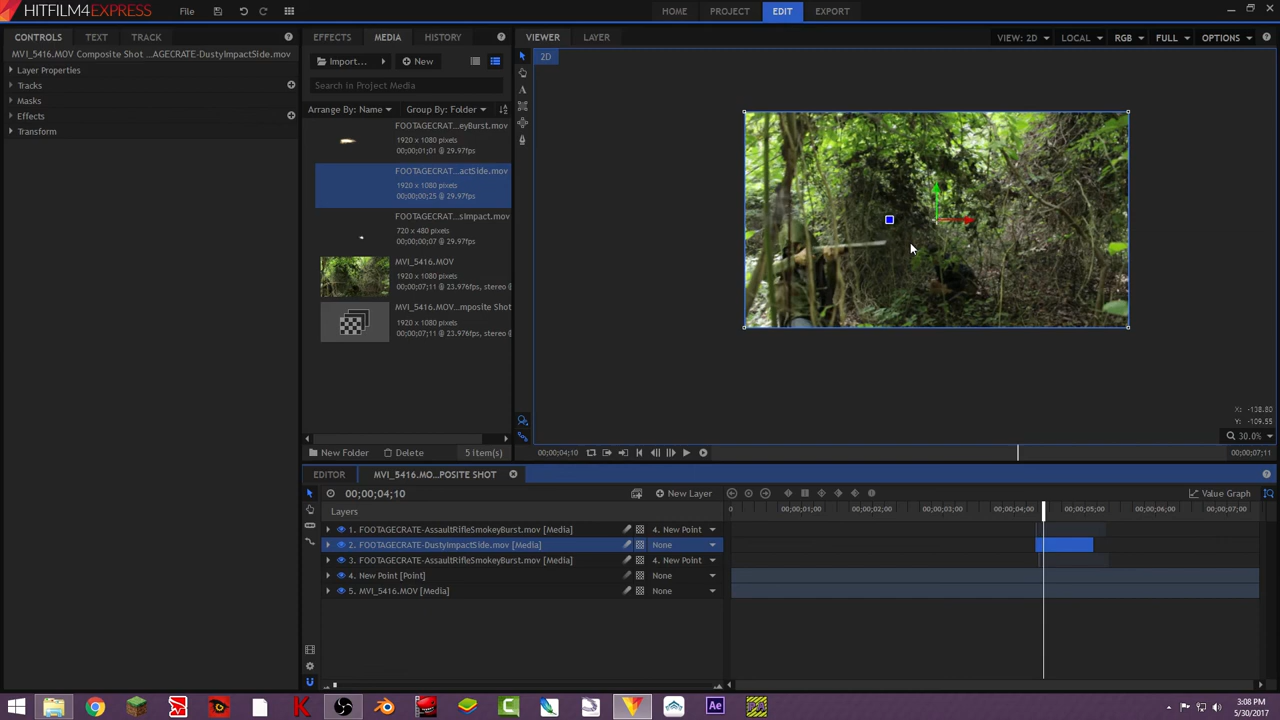 HITFILM4EXPRESS
File
HOME
PROJECT
EDIT
EXPORT
CONTROLS
TEXT
TRACK
MVI_5416.MOV Composite Shot ...AGECRATE-DustyImpactSide.mov
Layer Properties
Tracks
Masks
Effects
Transform
EFFECTS
MEDIA
HISTORY
Import...
New
Search in Project Media
Arrange By: Name
Group By: Folder
FOOTAGECRAT...eyBurst.mov
1920 x 1080 pixels
00;00;01;01 @ 29.97fps
FOOTAGECRAT...actSide.mov
1920 x 1080 pixels
00;00;00;25 @ 29.97fps
FOOTAGECRAT...simpact.mov
720 x 480 pixels
00;00;00;07 @ 29.97fps
MVI_5416.MOV
1920 x 1080 pixels
00;00;07;11 @ 23.976fps, stereo @
MVI_5416.MOV...mposite Shot
1920 x 1080 pixels
00;00;07;11 @ 23.976fps, stereo @
New Folder
Delete
5 item(s)
VIEWER
LAYER
VIEW: 2D
LOCAL
RGB
FULL
OPTIONS
2D
X: -138.80
Y: -109.55
30.0%
00;00;04;10
00;00;07;11
EDITOR
MVI_5416.MO...POSITE SHOT
00;00;04;10
New Layer
Value Graph
Layers
0
00;00;01;00
00;00;02;00
00;00;03;00
00;00;04;00
00;00;05;00
00;00;06;00
00;00;07;00
1. FOOTAGECRATE-AssaultRifleSmokeyBurst.mov [Media]
4. New Point
2. FOOTAGECRATE-DustyImpactSide.mov [Media]
None
3. FOOTAGECRATE-AssaultRifleSmokeyBurst.mov [Media]
4. New Point
4. New Point [Point]
None
5. MVI_5416.MOV [Media]
None
Ae
3:08 PM
5/30/2017